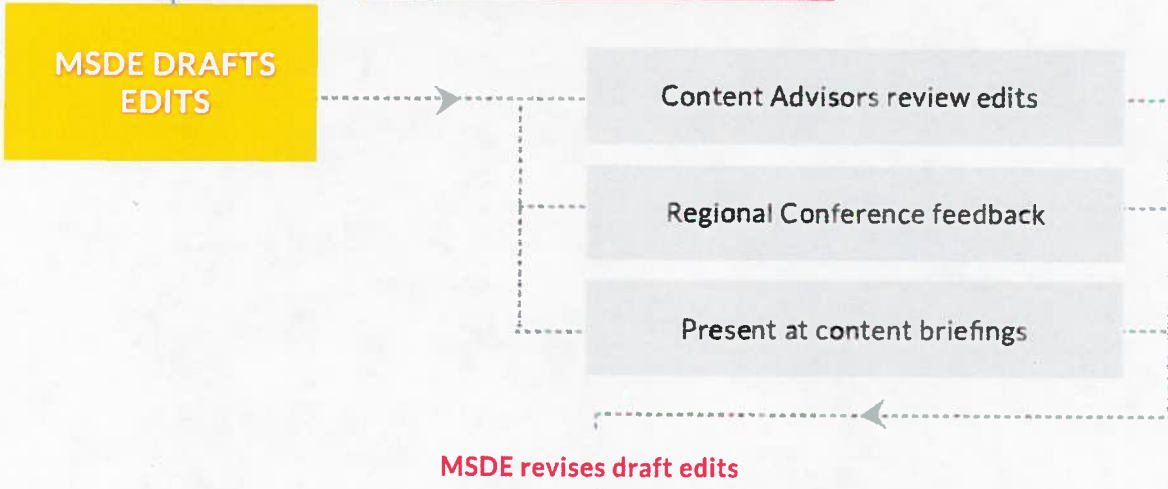 MSDE DRAFTS
EDITS
Content Advisors review edits
Regional Conference feedback
Present at content briefings
MSDE revises draft edits